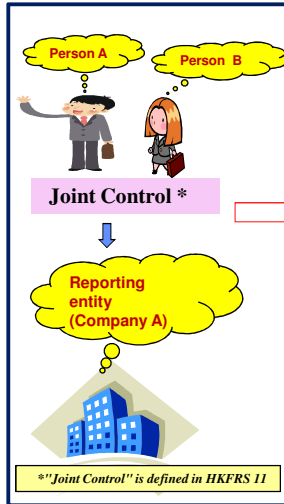 Person A
Person B
Joint Control *
Reporting
entity
(Company A)
*"Joint Control" is defined in HKFRS 11